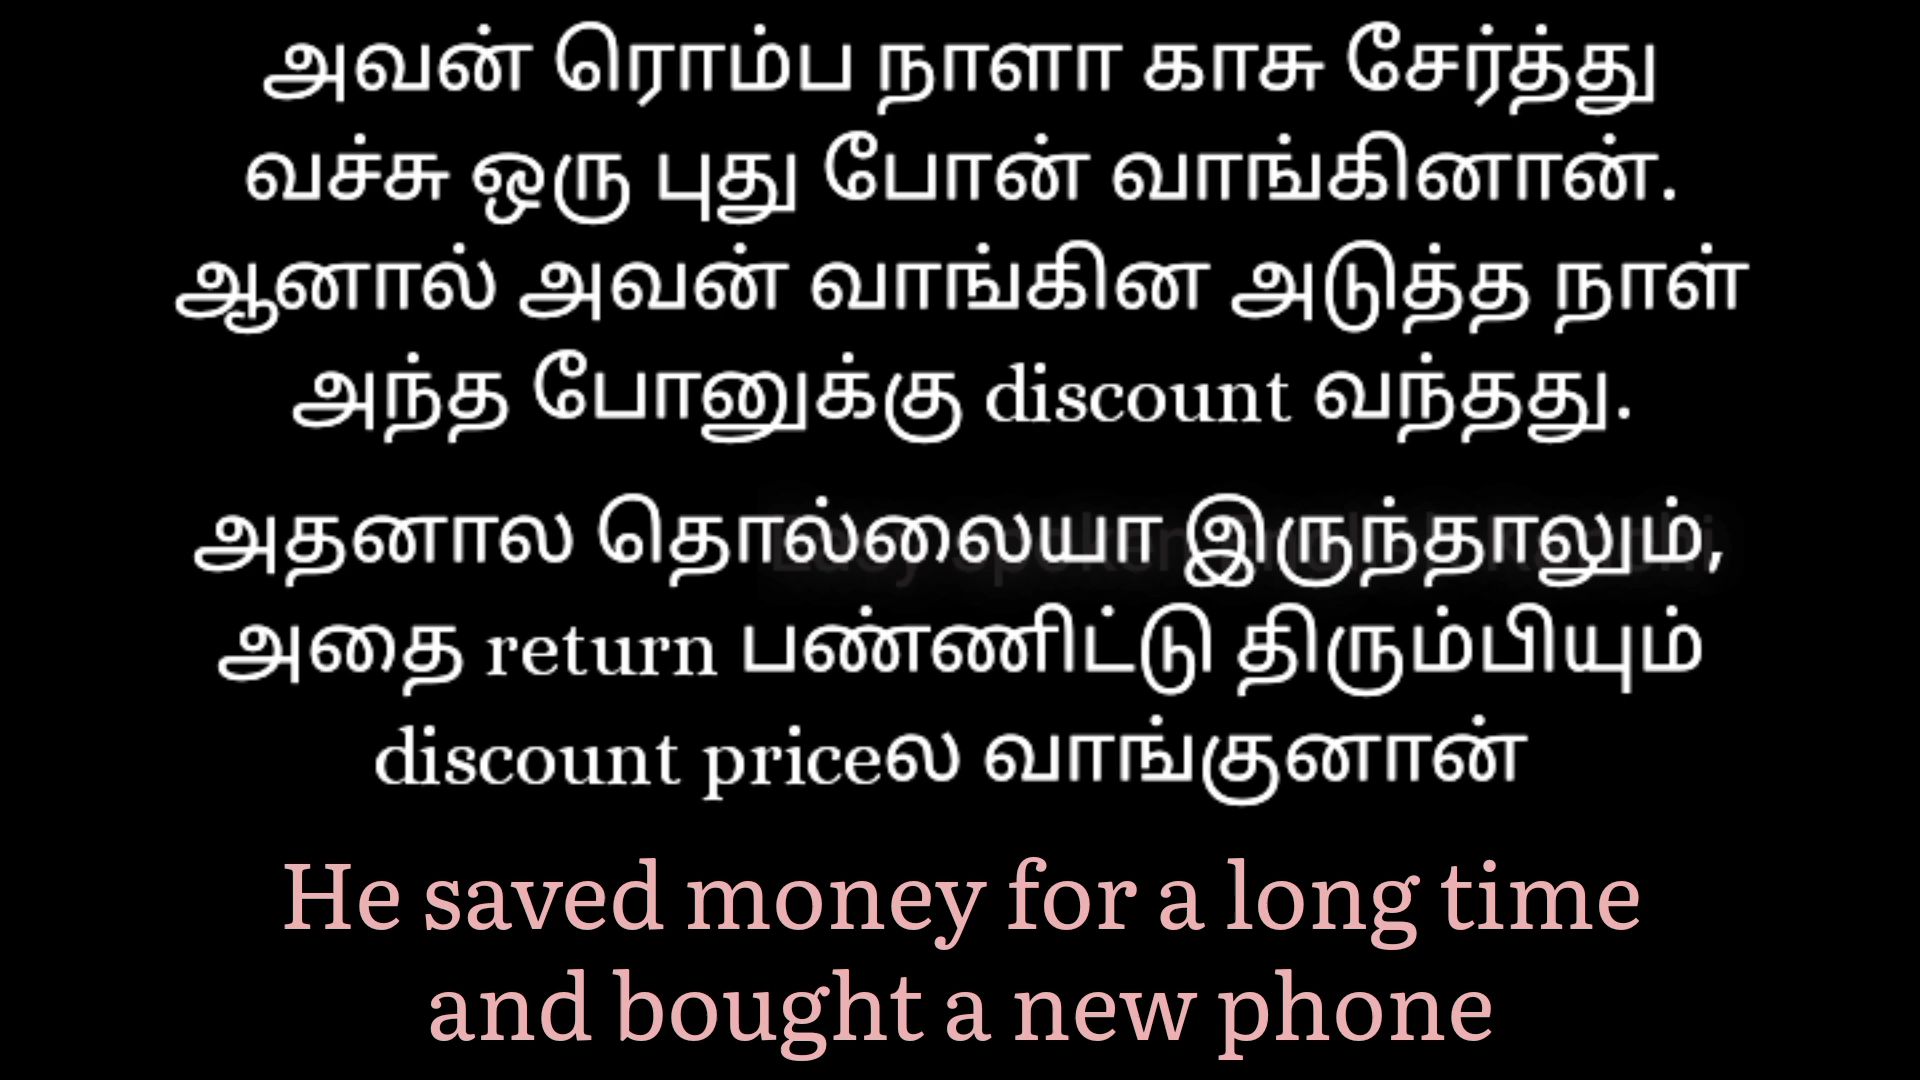 அவன் ரொம்ப நாளா காசு சேர்த்து
வச்சு ஒரு புது போன் வாங்கினான்.
ஆனால் அவன் வாங்கின அடுத்த நாள்
அந்த போனுக்கு discount வந்தது.
அதனால தொல்லையா இருந்தாலும்,
அதை return பண்ணிட்டு திரும்பியும்
discount priceல வாங்குனான்
He saved money for a long time
and bought a new phone